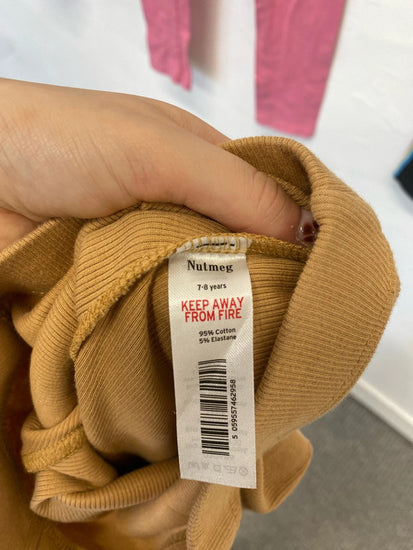 Nutmeg
7-8 years
KEEP AWAY
FROM FIRE
95% Cotton
5% Elastane
5 059557 462958